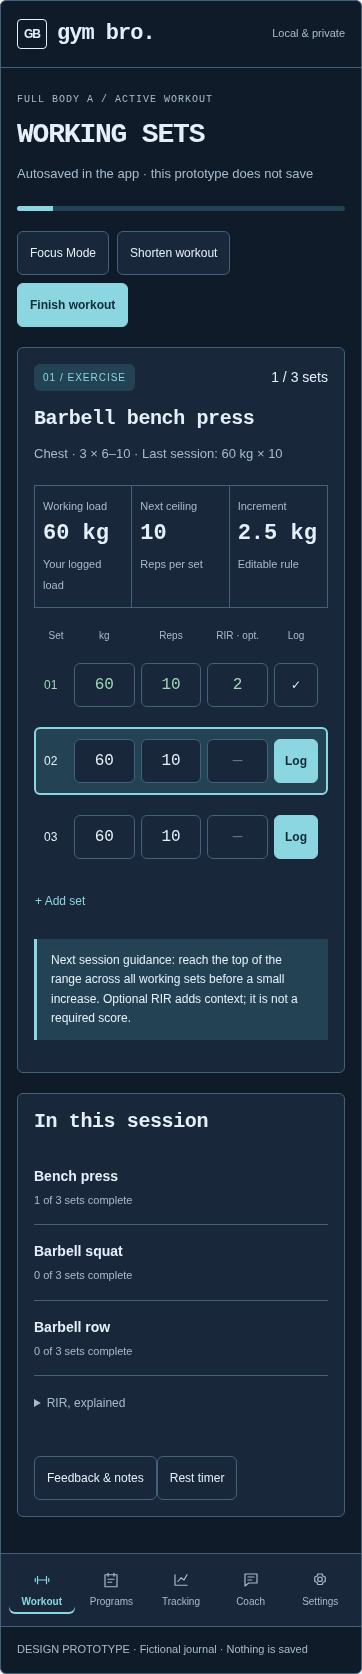 GB gym bro. Local & private
FULL BODY A / ACTIVE WORKOUT
WORKING SETS
Autosaved in the app · this prototype does not save
Focus Mode Shorten workout
Finish workout
01 / EXERCISE 1 / 3 sets
Barbell bench press
Chest · 3 × 6–10 · Last session: 60 kg × 10
Working load Next ceiling Increment
60 kg 10 2.5 kg
Your logged Reps per set Editable rule
load
Set kg Reps RIR · opt. Log
01 60 10 2 ✓
02 60 10 — Log
03 60 10 — Log
+ Add set
Next session guidance: reach the top of the
range across all working sets before a small
increase. Optional RIR adds context; it is not a
required score.
In this session
Bench press
1 of 3 sets complete
Barbell squat
0 of 3 sets complete
Barbell row
0 of 3 sets complete
▶ RIR, explained
Feedback & notes Rest timer
Workout Programs Tracking Coach Settings
DESIGN PROTOTYPE · Fictional journal · Nothing is saved